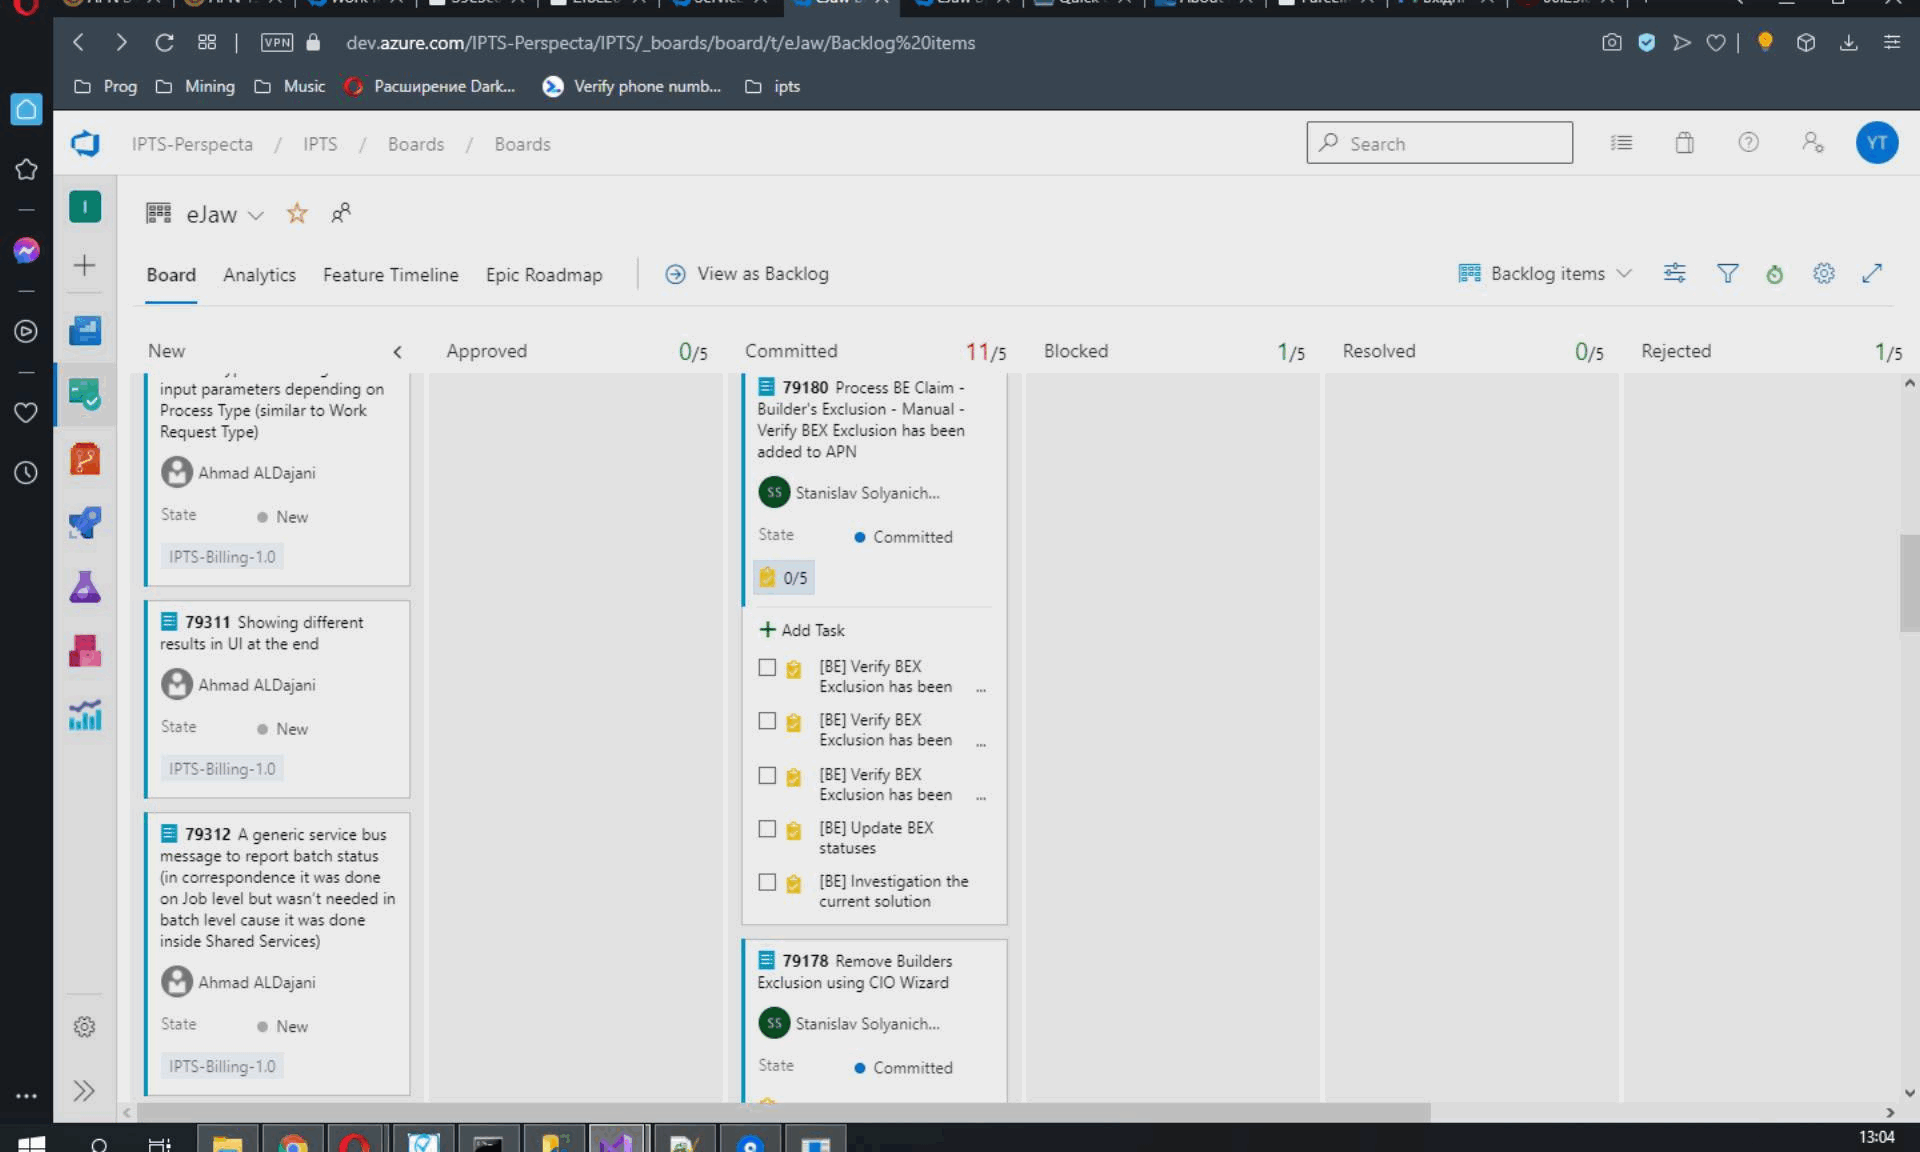 VPN
dev.azure.com/IPTS-Perspecta/IPTS/_boards/board/t/eJaw/Backlog%20items
Prog
Mining
Music
Расширение Dark...
Verify phone numb...
ipts
IPTS-Perspecta / IPTS / Boards / Boards
Search
YT
I
eJaw
Board
Analytics
Feature Timeline
Epic Roadmap
View as Backlog
Backlog items
New
Approved 0/5
Committed 11/5
Blocked 1/5
Resolved 0/5
Rejected 1/5
input parameters depending on
Process Type (similar to Work
Request Type)
Ahmad ALDajani
State New
IPTS-Billing-1.0
79311 Showing different
results in UI at the end
Ahmad ALDajani
State New
IPTS-Billing-1.0
79312 A generic service bus
message to report batch status
(in correspondence it was done
on Job level but wasn't needed in
batch level cause it was done
inside Shared Services)
Ahmad ALDajani
State New
IPTS-Billing-1.0
79180 Process BE Claim -
Builder's Exclusion - Manual -
Verify BEX Exclusion has been
added to APN
SS Stanislav Solyanich...
State Committed
0/5
Add Task
[BE] Verify BEX
Exclusion has been ...
[BE] Verify BEX
Exclusion has been ...
[BE] Verify BEX
Exclusion has been ...
[BE] Update BEX
statuses
[BE] Investigation the
current solution
79178 Remove Builders
Exclusion using CIO Wizard
SS Stanislav Solyanich...
State Committed
13:04